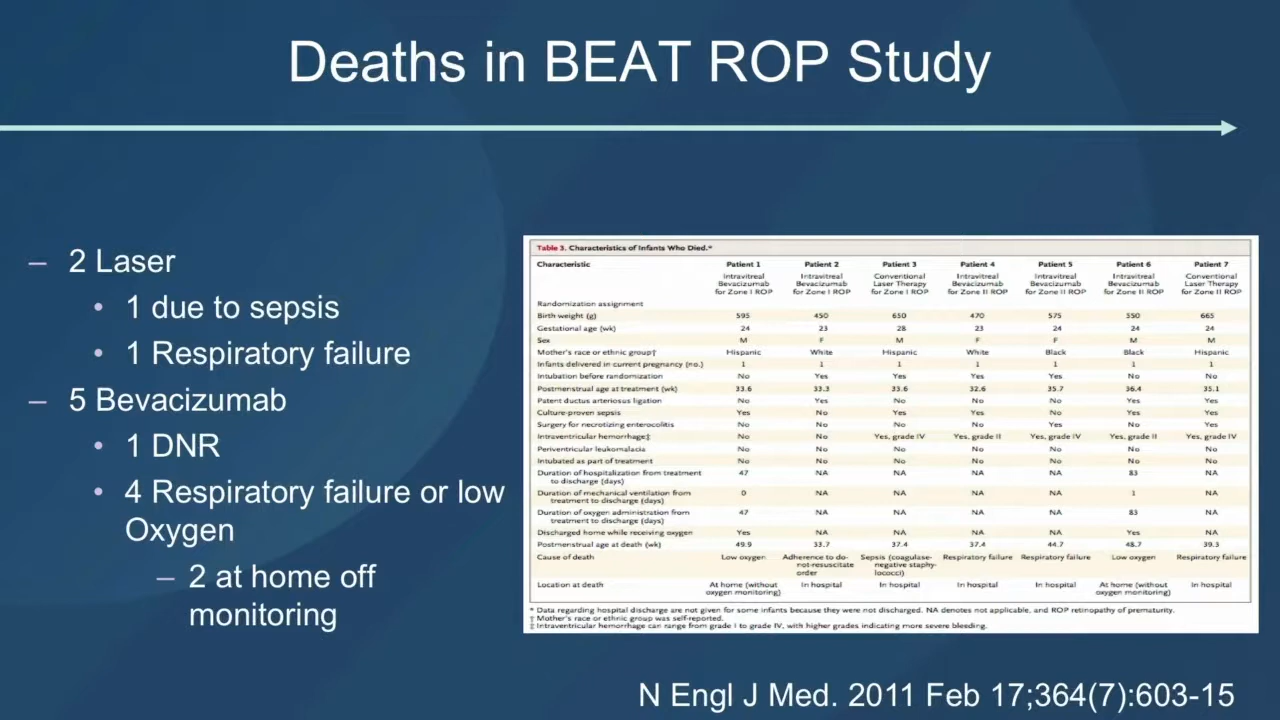 Deaths in BEAT ROP Study
– 2 Laser
• 1 due to sepsis
• 1 Respiratory failure
– 5 Bevacizumab
• 1 DNR
• 4 Respiratory failure or low
Oxygen
– 2 at home off
monitoring
Table 3. Characteristics of Infants Who Died.*
Characteristic Patient 1 Patient 2 Patient 3 Patient 4 Patient 5 Patient 6 Patient 7
Intravitreal Intravitreal Conventional Intravitreal Intravitreal Intravitreal Conventional
Bevacizumab Bevacizumab Laser Therapy Bevacizumab Bevacizumab Bevacizumab Laser Therapy
for Zone I ROP for Zone I ROP for Zone I ROP for Zone II ROP for Zone II ROP for Zone II ROP for Zone II ROP
Randomization assignment
Birth weight (g) 595 450 650 470 575 550 665
Gestational age (wk) 24 23 28 23 24 24 24
Sex M F M F F M M
Mother's race or ethnic group† Hispanic White Hispanic White Black Black Hispanic
Infants delivered in current pregnancy (no.) 1 1 1 1 1 1 1
Intubation before randomization No Yes Yes Yes Yes No No
Postmenstrual age at treatment (wk) 33.6 33.3 33.6 32.6 35.7 36.4 35.1
Patent ductus arteriosus ligation No No Yes No No Yes Yes
Culture-proven sepsis Yes No Yes Yes No Yes Yes
Surgery for necrotizing enterocolitis No No No No Yes No Yes
Intraventricular hemorrhage‡ No No Yes, grade IV Yes, grade II Yes, grade IV Yes, grade II Yes, grade IV
Periventricular leukomalacia No No No No No No No
Intubated as part of treatment No No No No No No No
Duration of hospitalization from treatment 47 NA NA NA NA 83 NA
to discharge (days)
Duration of mechanical ventilation from 0 NA NA NA NA 1 NA
treatment to discharge (days)
Duration of oxygen administration from 47 NA NA NA NA 83 NA
treatment to discharge (days)
Discharged home while receiving oxygen Yes NA NA NA NA Yes NA
Postmenstrual age at death (wk) 49.9 33.7 37.4 37.4 44.7 48.7 39.3
Cause of death Low oxygen Adherence to do- Sepsis (coagulase- Respiratory failure Respiratory failure Low oxygen Respiratory failure
not-resuscitate negative staphy-
order lococci)
Location at death At home (without In hospital In hospital In hospital In hospital At home (without In hospital
oxygen monitoring) oxygen monitoring)
* Data regarding hospital discharge are not given for some infants because they were not discharged. NA denotes not applicable, and ROP retinopathy of prematurity.
† Mother's race or ethnic group was self-reported.
‡ Intraventricular hemorrhage can range from grade I to grade IV, with higher grades indicating more severe bleeding.
N Engl J Med. 2011 Feb 17;364(7):603-15